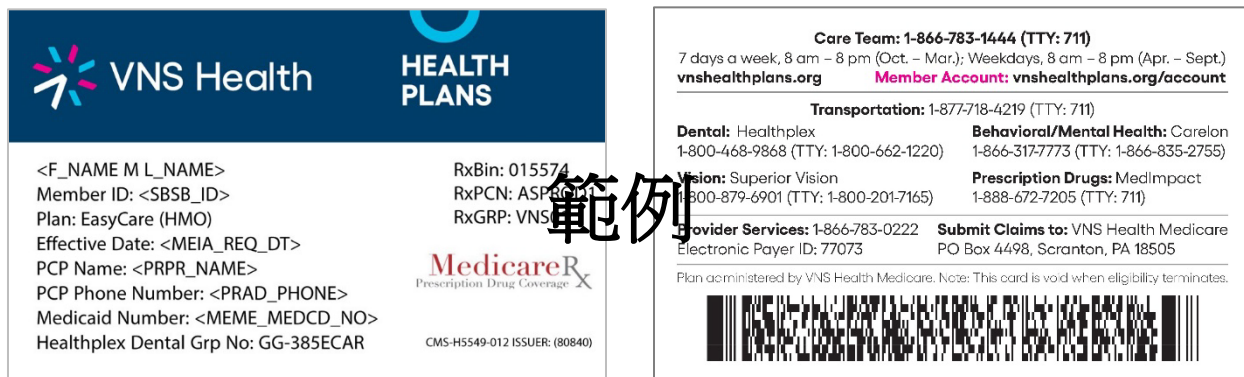 VNS Health
HEALTH
PLANS
<F_NAME M L_NAME>
Member ID: <SBSB_ID>
Plan: EasyCare (HMO)
Effective Date: <MEIA_REQ_DT>
PCP Name: <PRPR_NAME>
PCP Phone Number: <PRAD_PHONE>
Medicaid Number: <MEME_MEDCD_NO>
Healthplex Dental Grp No: GG-385ECAR
RxBin: 015574
RxPCN:
RxGRP:
MedicareRx
Prescription Drug Coverage
CMS-H5549-012 ISSUER: (80840)
範例
Care Team: 1-866-783-1444 (TTY: 711)
7 days a week, 8 am – 8 pm (Oct. – Mar.); Weekdays, 8 am – 8 pm (Apr. – Sept.)
vnshealthplans.org Member Account: vnshealthplans.org/account
Transportation: 1-877-718-4219 (TTY: 711)
Dental: Healthplex
1-800-468-9868 (TTY: 1-800-662-1220)
Behavioral/Mental Health: Carelon
1-866-317-7773 (TTY: 1-866-835-2755)
Vision: Superior Vision
1-800-879-6901 (TTY: 1-800-201-7165)
Prescription Drugs: MedImpact
1-888-672-7205 (TTY: 711)
Provider Services: 1-866-783-0222
Electronic Payer ID: 77073
Submit Claims to: VNS Health Medicare
PO Box 4498, Scranton, PA 18505
Plan administered by VNS Health Medicare. Note: This card is void when eligibility terminates.